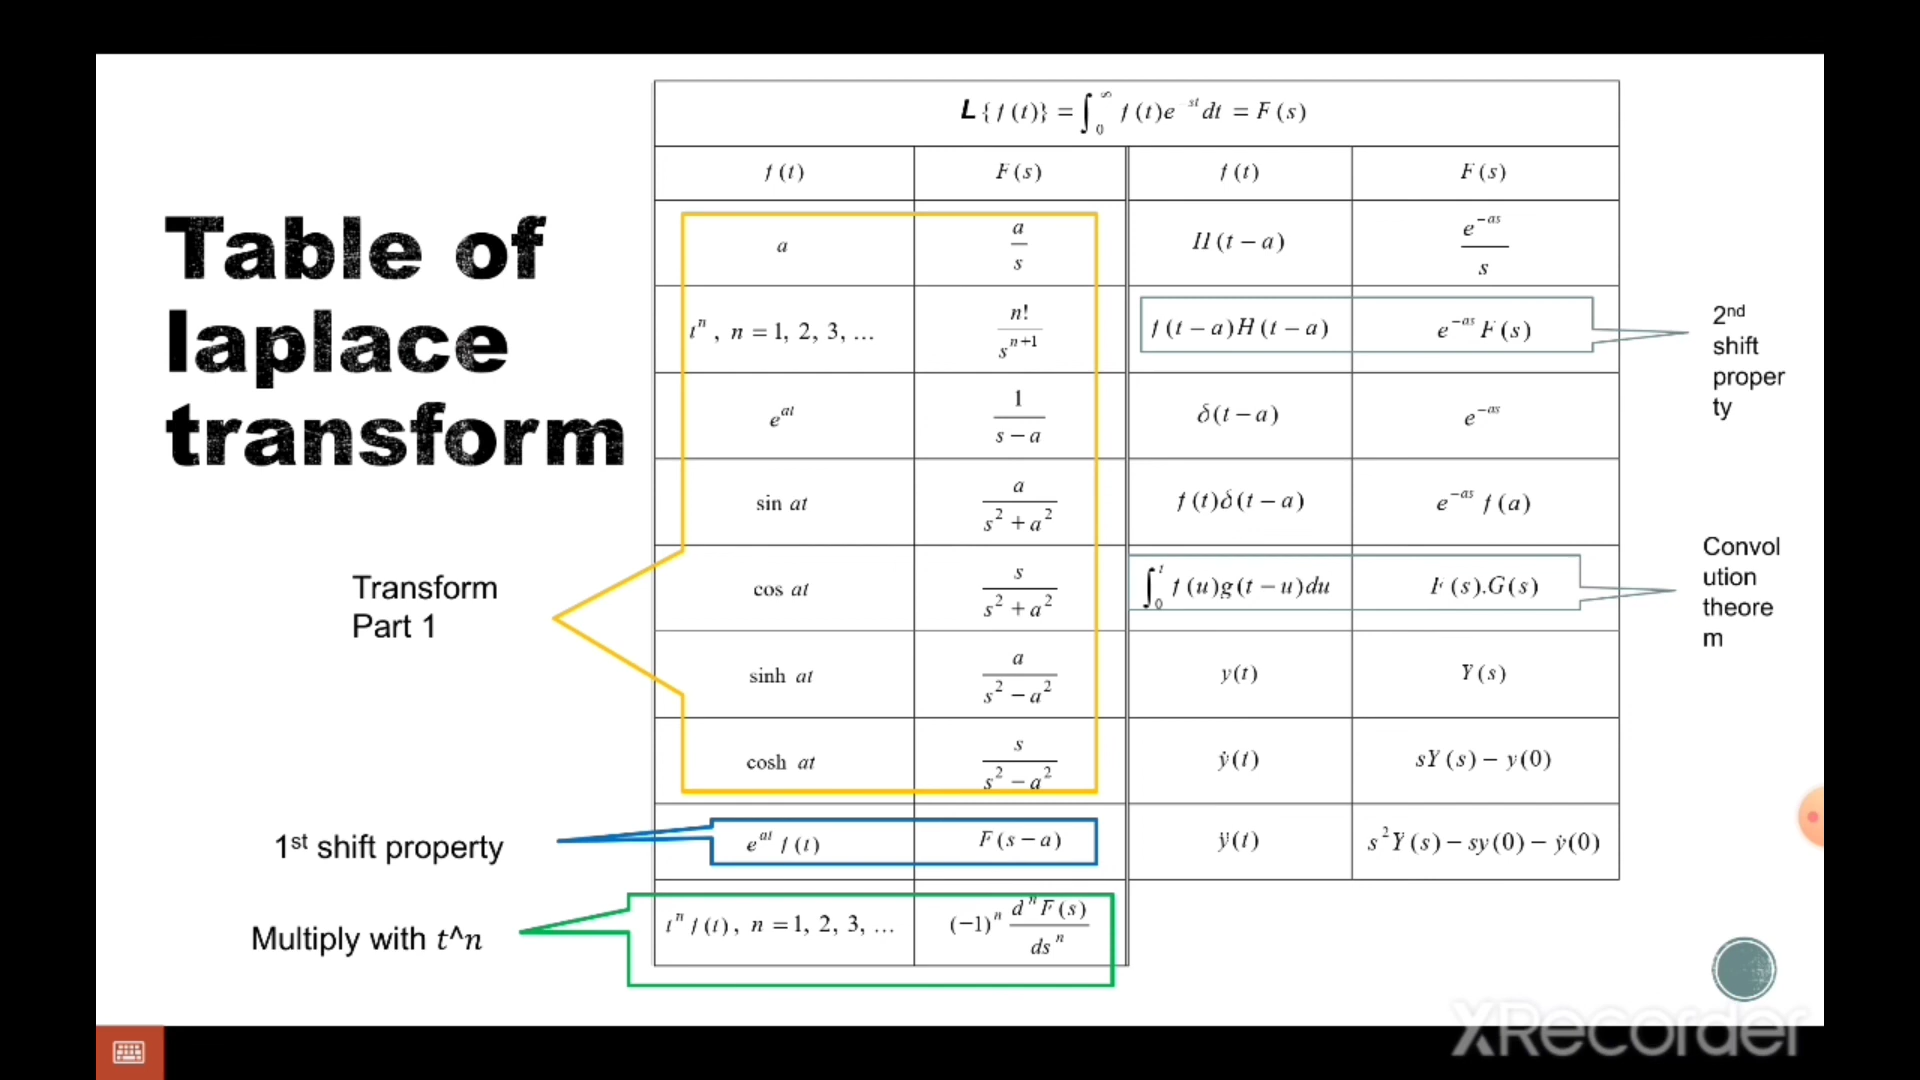 Table of
laplace
transform
L{f(t)} = ∫₀^∞ f(t)e^{-st} dt = F(s)
f(t) F(s) f(t) F(s)
a a/s H(t − a) e^{−as}/s
tⁿ, n = 1, 2, 3, … n!/s^{n+1} f(t − a)H(t − a) e^{−as} F(s)
e^{at} 1/(s − a) δ(t − a) e^{−as}
sin at a/(s² + a²) f(t)δ(t − a) e^{−as} f(a)
cos at s/(s² + a²) ∫₀^t f(u)g(t − u)du F(s).G(s)
sinh at a/(s² − a²) y(t) Y(s)
cosh at s/(s² − a²) ẏ(t) sY(s) − y(0)
e^{at} f(t) F(s − a) ÿ(t) s²Y(s) − sy(0) − ẏ(0)
tⁿ f(t), n = 1, 2, 3, … (−1)ⁿ dⁿF(s)/dsⁿ
Transform
Part 1
1st shift property
Multiply with t^n
2nd
shift
proper
ty
Convol
ution
theore
m
XRecorder